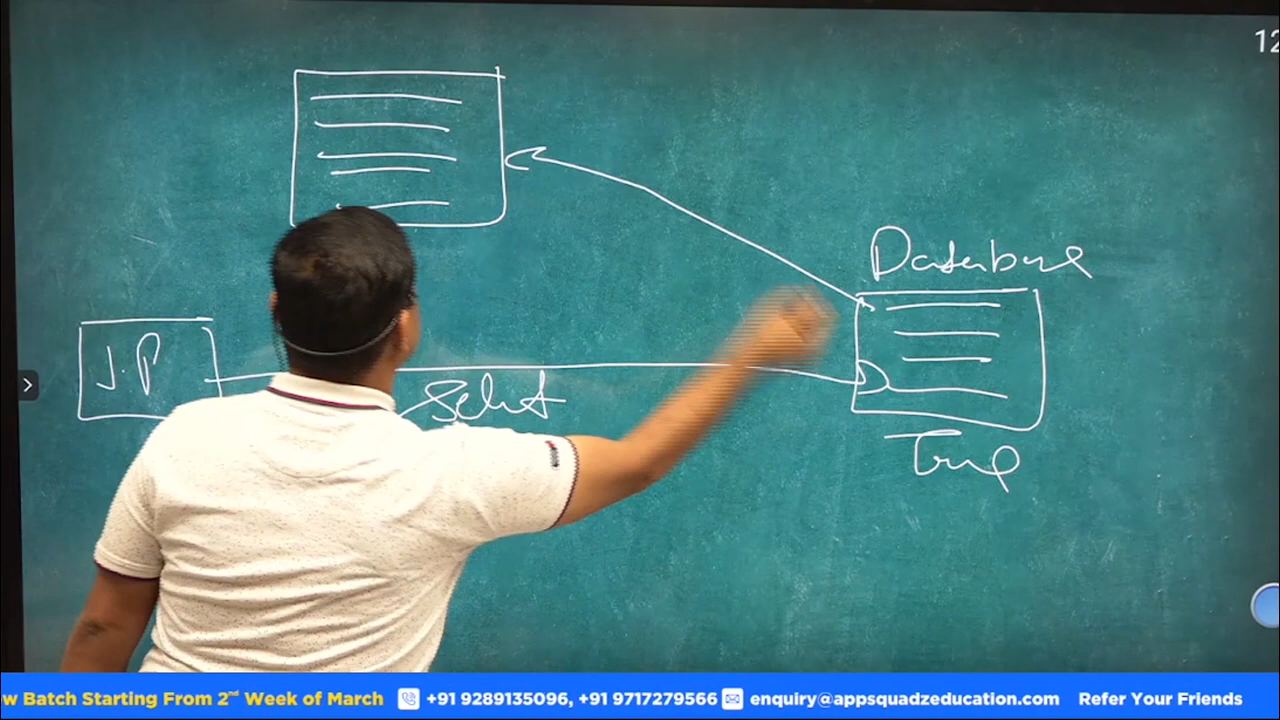 12
Database
J.P
Select
w Batch Starting From 2nd Week of March +91 9289135096, +91 9717279566 enquiry@appsquadzeducation.com Refer Your Friends